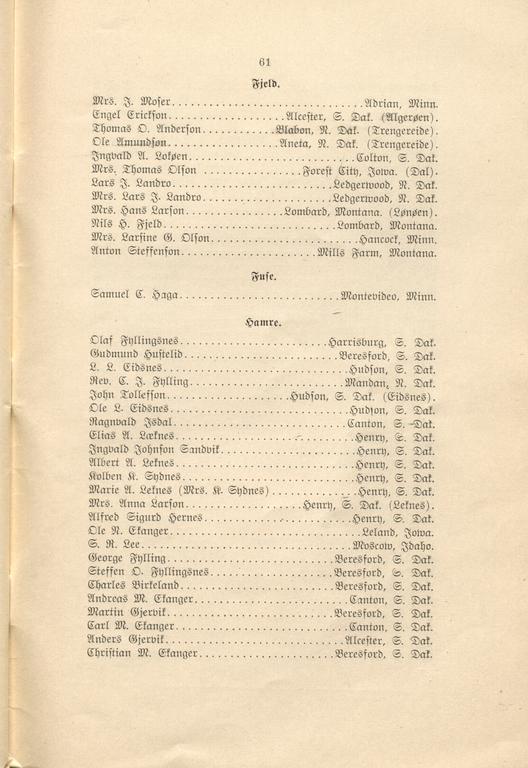 61
Fjeld.
Mrs. J. Moser........................Adrian, Minn.
Engel Erickson........................Alcester, S. Dak. (Algerøen).
Thomas O. Anderson...........Blabon, N. Dak. (Trengereide).
Ole Amundson....................Aneta, N. Dak. (Trengereide).
Ingvald A. Lokøen........................Colton, S. Dak.
Mrs. Thomas Olson................Forest City, Iowa. (Dal).
Lars J. Landro........................Ledgerwood, N. Dak.
Mrs. Lars J. Landro................Ledgerwood, N. Dak.
Mrs. Hans Larson................Lombard, Montana. (Lønøen).
Nils H. Fjeld........................Lombard, Montana.
Mrs. Larsine G. Olson........................Hancock, Minn.
Anton Steffenson....................Mills Farm, Montana.
Fuse.
Samuel C. Haga........................Montevideo, Minn.
Hamre.
Olaf Fyllingsnes........................Harrisburg, S. Dak.
Gudmund Hustelid........................Beresford, S. Dak.
L. L. Eidsnes........................Hudson, S. Dak.
Rev. C. J. Fylling........................Mandan, N. Dak.
John Tollefson....................Hudson, S. Dak. (Eidsnes).
Ole L. Eidsnes........................Hudson, S. Dak.
Ragnvald Isdal........................Canton, S. Dak.
Elias A. Læknes........................Henry, S. Dak.
Ingvald Johnson Sandvik....................Henry, S. Dak.
Albert A. Leknes........................Henry, S. Dak.
Kolben K. Sydnes........................Henry, S. Dak.
Marie A. Leknes (Mrs. K. Sydnes).............Henry, S. Dak.
Mrs. Anna Larson....................Henry, S. Dak. (Leknes).
Alfred Sigurd Hernes........................Henry, S. Dak.
Ole N. Ekanger........................Leland, Iowa.
S. R. Lee........................Moscow, Idaho.
George Fylling........................Beresford, S. Dak.
Steffen O. Fyllingsnes....................Beresford, S. Dak.
Charles Birkeland........................Beresford, S. Dak.
Andreas M. Ekanger........................Canton, S. Dak.
Martin Gjervik........................Beresford, S. Dak.
Carl M. Ekanger........................Canton, S. Dak.
Anders Gjervik........................Alcester, S. Dak.
Christian M. Ekanger....................Beresford, S. Dak.